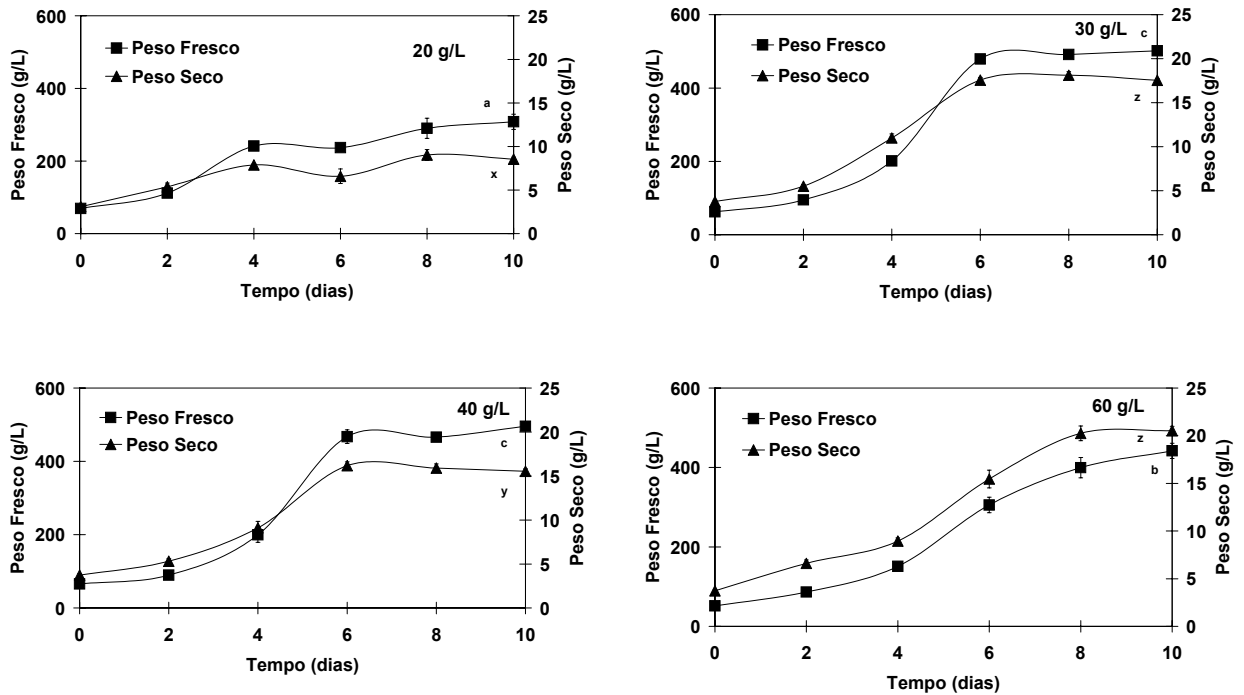 600
400
200
0
Peso Fresco (g/L)
Peso Fresco
Peso Seco
20 g/L
a
x
25
20
15
10
5
0
Peso Seco (g/L)
0 2 4 6 8 10
Tempo (dias)
600
400
200
0
Peso Fresco (g/L)
Peso Fresco
Peso Seco
30 g/L
c
z
25
20
15
10
5
0
Peso Seco (g/L)
0 2 4 6 8 10
Tempo (dias)
600
400
200
0
Peso Fresco (g/L)
Peso Fresco
Peso Seco
40 g/L
c
y
25
20
15
10
5
0
Peso Seco (g/L)
0 2 4 6 8 10
Tempo (dias)
600
400
200
0
Peso Fresco (g/L)
Peso Fresco
Peso Seco
60 g/L
z
b
25
20
15
10
5
0
Peso Seco (g/L)
0 2 4 6 8 10
Tempo (dias)